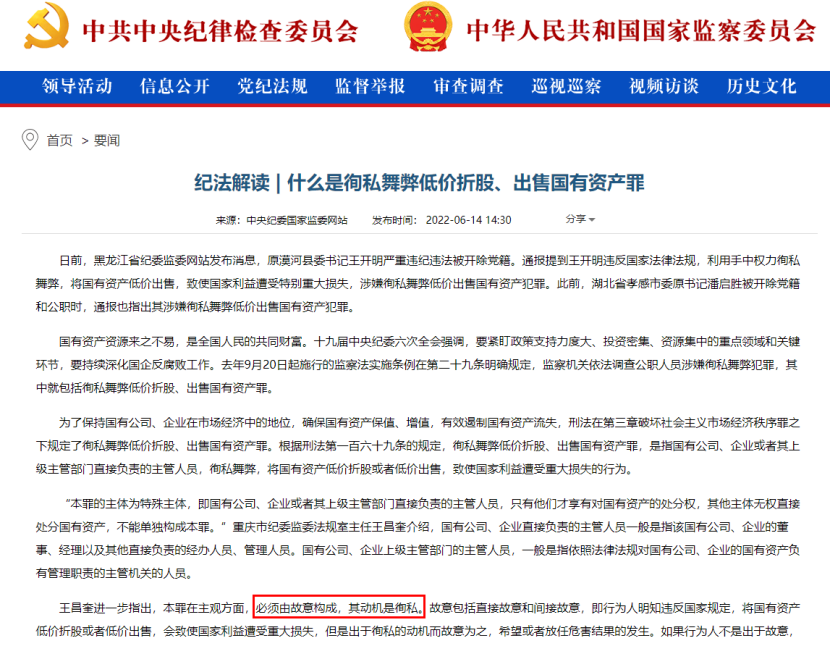 中共中央纪律检查委员会 中华人民共和国国家监察委员会
领导活动 信息公开 党纪法规 监督举报 审查调查 巡视巡察 视频访谈 历史文化
首页 > 要闻
纪法解读 | 什么是徇私舞弊低价折股、出售国有资产罪
来源：中央纪委国家监委网站 发布时间： 2022-06-14 14:30 分享
日前，黑龙江省纪委监委网站发布消息，原漠河县委书记王开明严重违纪违法被开除党籍。通报提到王开明违反国家法律法规，利用手中权力徇私
舞弊，将国有资产低价出售，致使国家利益遭受特别重大损失，涉嫌徇私舞弊低价出售国有资产犯罪。此前，湖北省孝感市委原书记潘启胜被开除党籍
和公职时，通报也指出其涉嫌徇私舞弊低价出售国有资产犯罪。
国有资产资源来之不易，是全国人民的共同财富。十九届中央纪委六次全会强调，要紧盯政策支持力度大、投资密集、资源集中的重点领域和关键
环节，要持续深化国企反腐败工作。去年9月20日起施行的监察法实施条例在第二十九条明确规定，监察机关依法调查公职人员涉嫌徇私舞弊犯罪，其
中就包括徇私舞弊低价折股、出售国有资产罪。
为了保持国有公司、企业在市场经济中的地位，确保国有资产保值、增值，有效遏制国有资产流失，刑法在第三章破坏社会主义市场经济秩序罪之
下规定了徇私舞弊低价折股、出售国有资产罪。根据刑法第一百六十九条的规定，徇私舞弊低价折股、出售国有资产罪，是指国有公司、企业或者其上
级主管部门直接负责的主管人员，徇私舞弊，将国有资产低价折股或者低价出售，致使国家利益遭受重大损失的行为。
“本罪的主体为特殊主体，即国有公司、企业或者其上级主管部门直接负责的主管人员，只有他们才享有对国有资产的处分权，其他主体无权直接
处分国有资产，不能单独构成本罪。”重庆市纪委监委法规室主任王昌奎介绍，国有公司、企业直接负责的主管人员一般是指该国有公司、企业的董
事、经理以及其他直接负责的经办人员、管理人员。国有公司、企业上级主管部门的主管人员，一般是指依照法律法规对国有公司、企业的国有资产负
有管理职责的主管机关的人员。
王昌奎进一步指出，本罪在主观方面，必须由故意构成，其动机是徇私。故意包括直接故意和间接故意，即行为人明知违反国家规定，将国有资产
低价折股或者低价出售，会致使国家利益遭受重大损失，但是出于徇私的动机而故意为之，希望或者放任危害结果的发生。如果行为人不是出于故意，